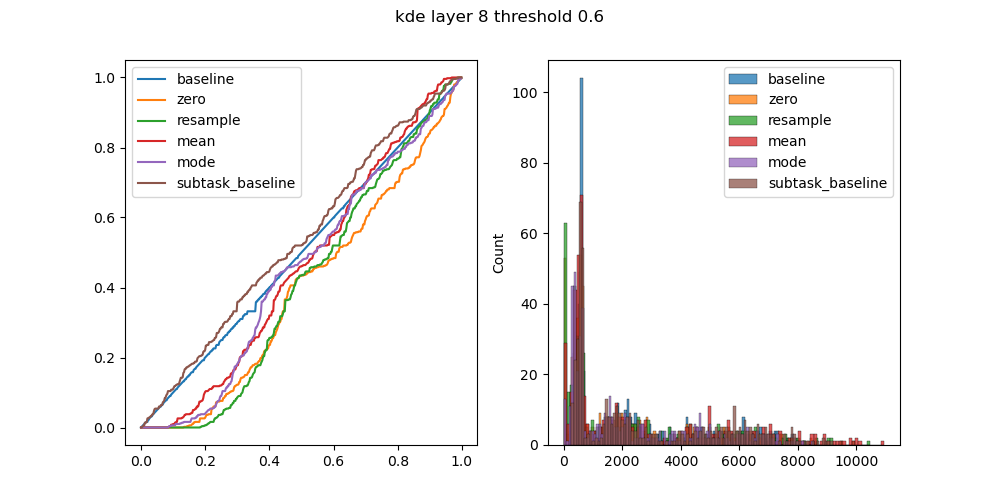 kde layer 8 threshold 0.6
baseline
zero
resample
mean
mode
subtask_baseline
1.0
0.8
0.6
0.4
0.2
0.0
0.0 0.2 0.4 0.6 0.8 1.0
baseline
zero
resample
mean
mode
subtask_baseline
Count
100
80
60
40
20
0
0 2000 4000 6000 8000 10000